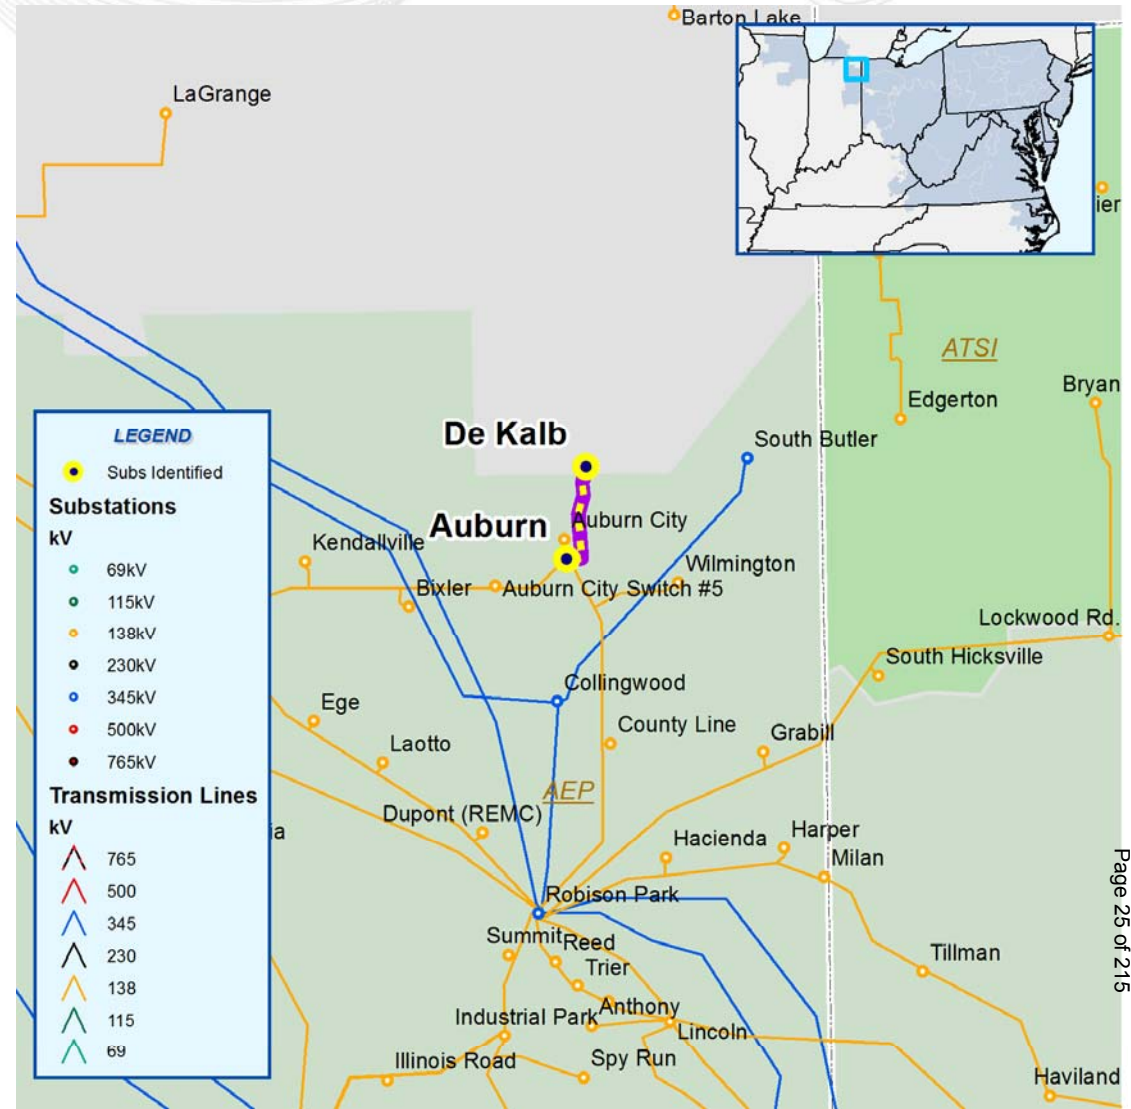 Barton Lake
LaGrange
ier
ATSI
Bryan
Edgerton
De Kalb
South Butler
LEGEND
Subs Identified
Substations
kV
69kV
115kV
138kV
230kV
345kV
500kV
765kV
Transmission Lines
kV
765
500
345
230
138
115
69
Auburn
Auburn City
Kendallville
Wilmington
Bixler
Auburn City Switch #5
Lockwood Rd.
South Hicksville
Collingwood
Ege
County Line
Grabill
Laotto
AEP
Dupont (REMC)
ia
Hacienda
Harper
Milan
Robison Park
Summit
Reed
Trier
Tillman
Anthony
Industrial Park
Lincoln
Illinois Road
Spy Run
Haviland
Page 25 of 215